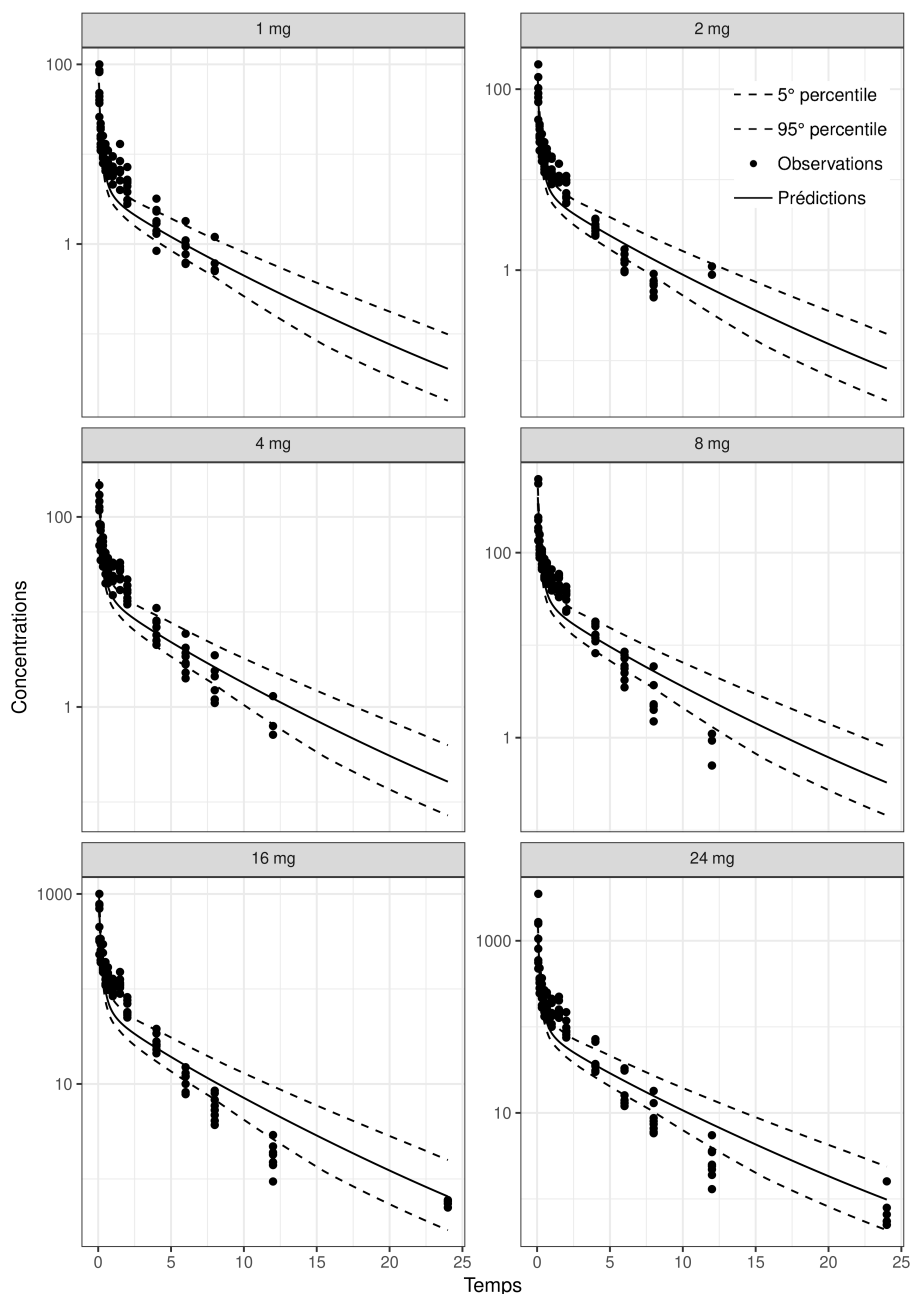 1 mg
2 mg
100
1
100
1
5° percentile
95° percentile
Observations
Prédictions
4 mg
8 mg
100
1
100
1
Concentrations
16 mg
24 mg
1000
10
1000
10
0 5 10 15 20 25
0 5 10 15 20 25
Temps